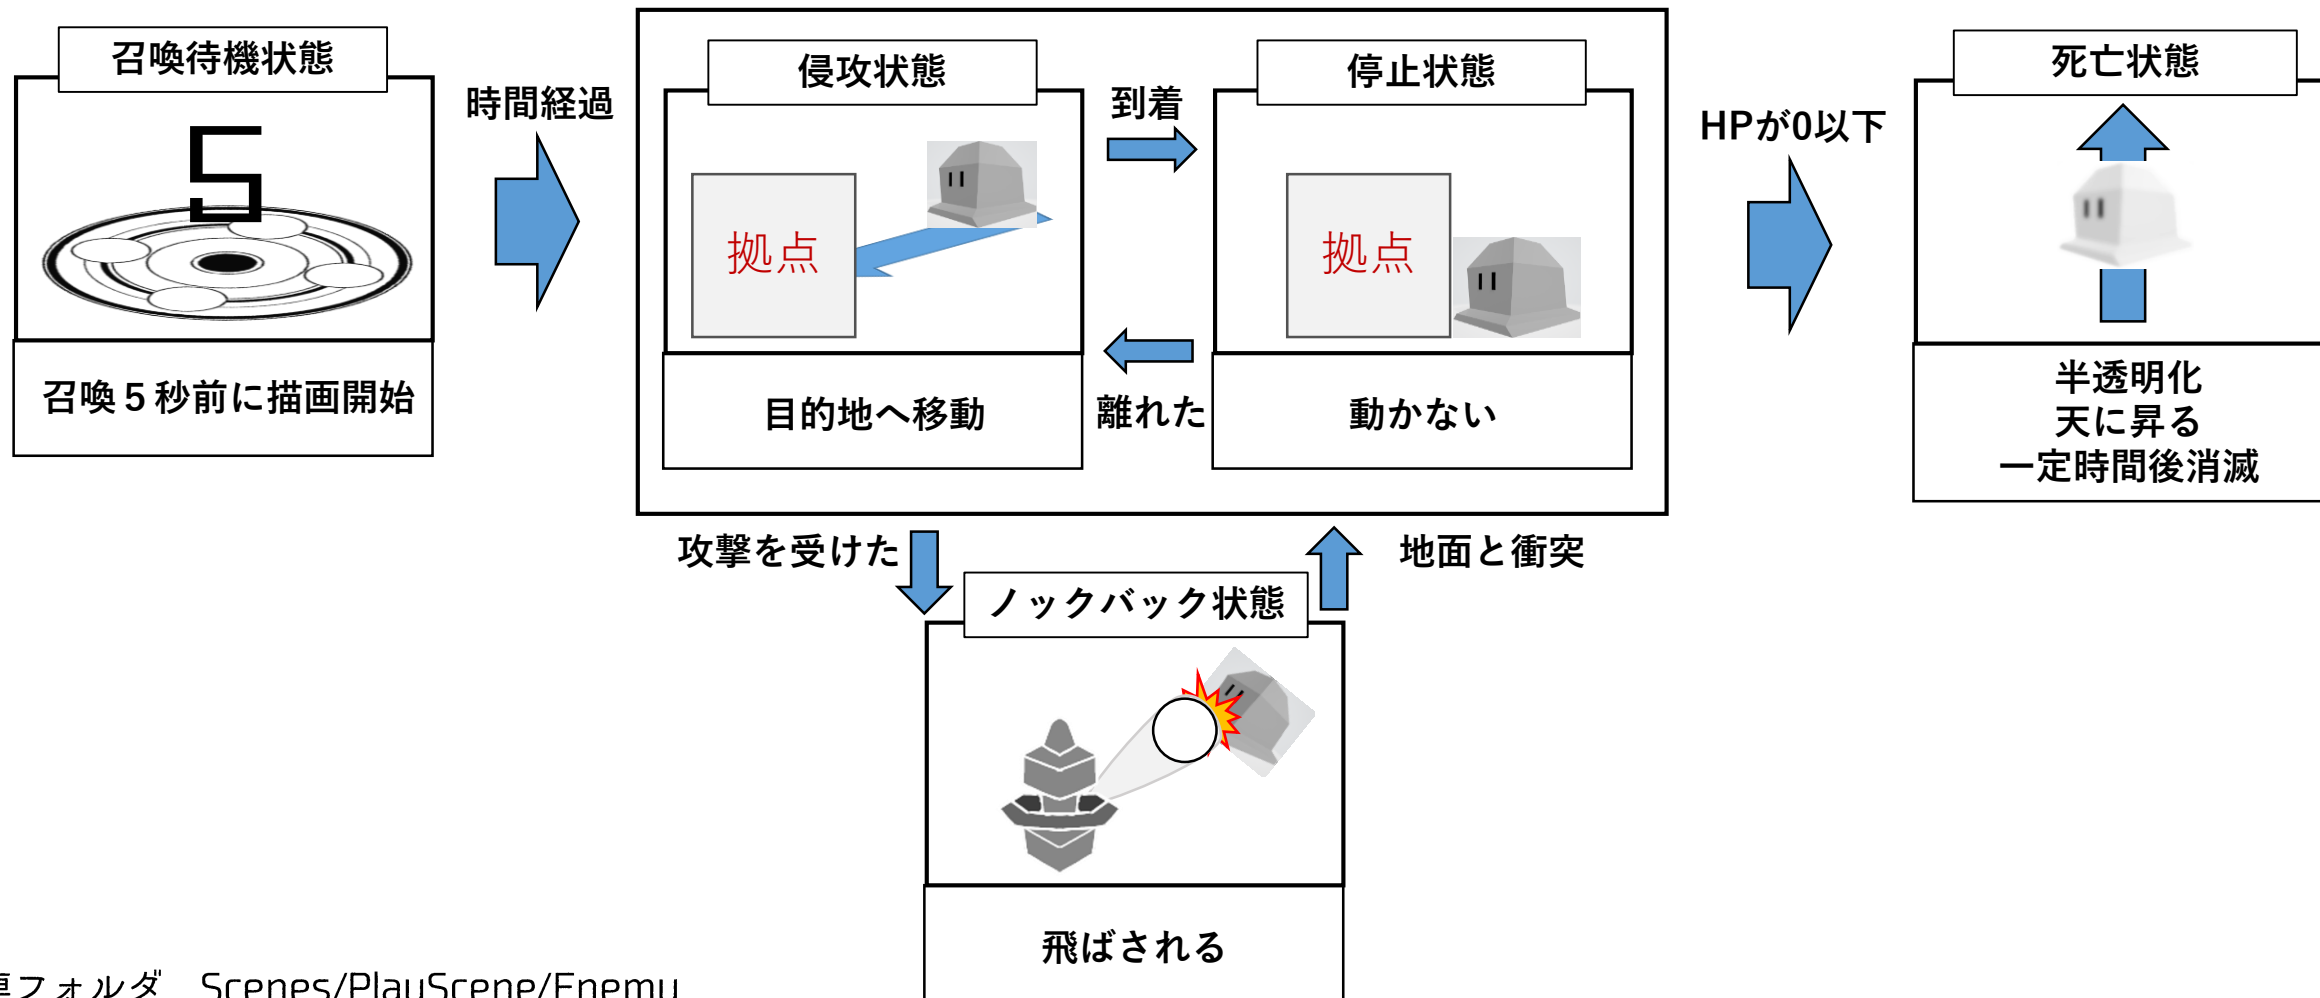 召喚待機状態
5
召喚５秒前に描画開始
時間経過
侵攻状態
拠点
目的地へ移動
到着
離れた
停止状態
拠点
動かない
HPが0以下
死亡状態
半透明化
天に昇る
一定時間後消滅
攻撃を受けた
地面と衝突
ノックバック状態
飛ばされる
フォルダ　Scenes/PlayScene/Enemy